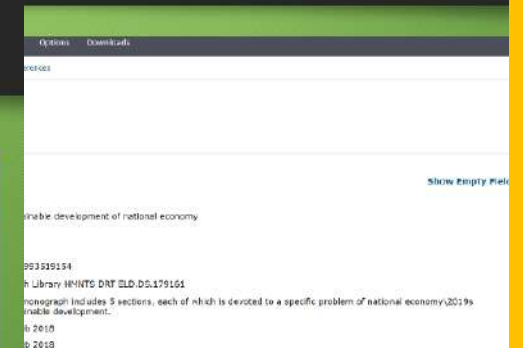 Options Downloads
erences
Show Empty Field
inable development of national economy
993519154
h Library HMNTS DRT ELD.DS.179161
monograph includes 5 sections, each of which is devoted to a specific problem of national economy\2019s
inable development.
b 2018
b 2018